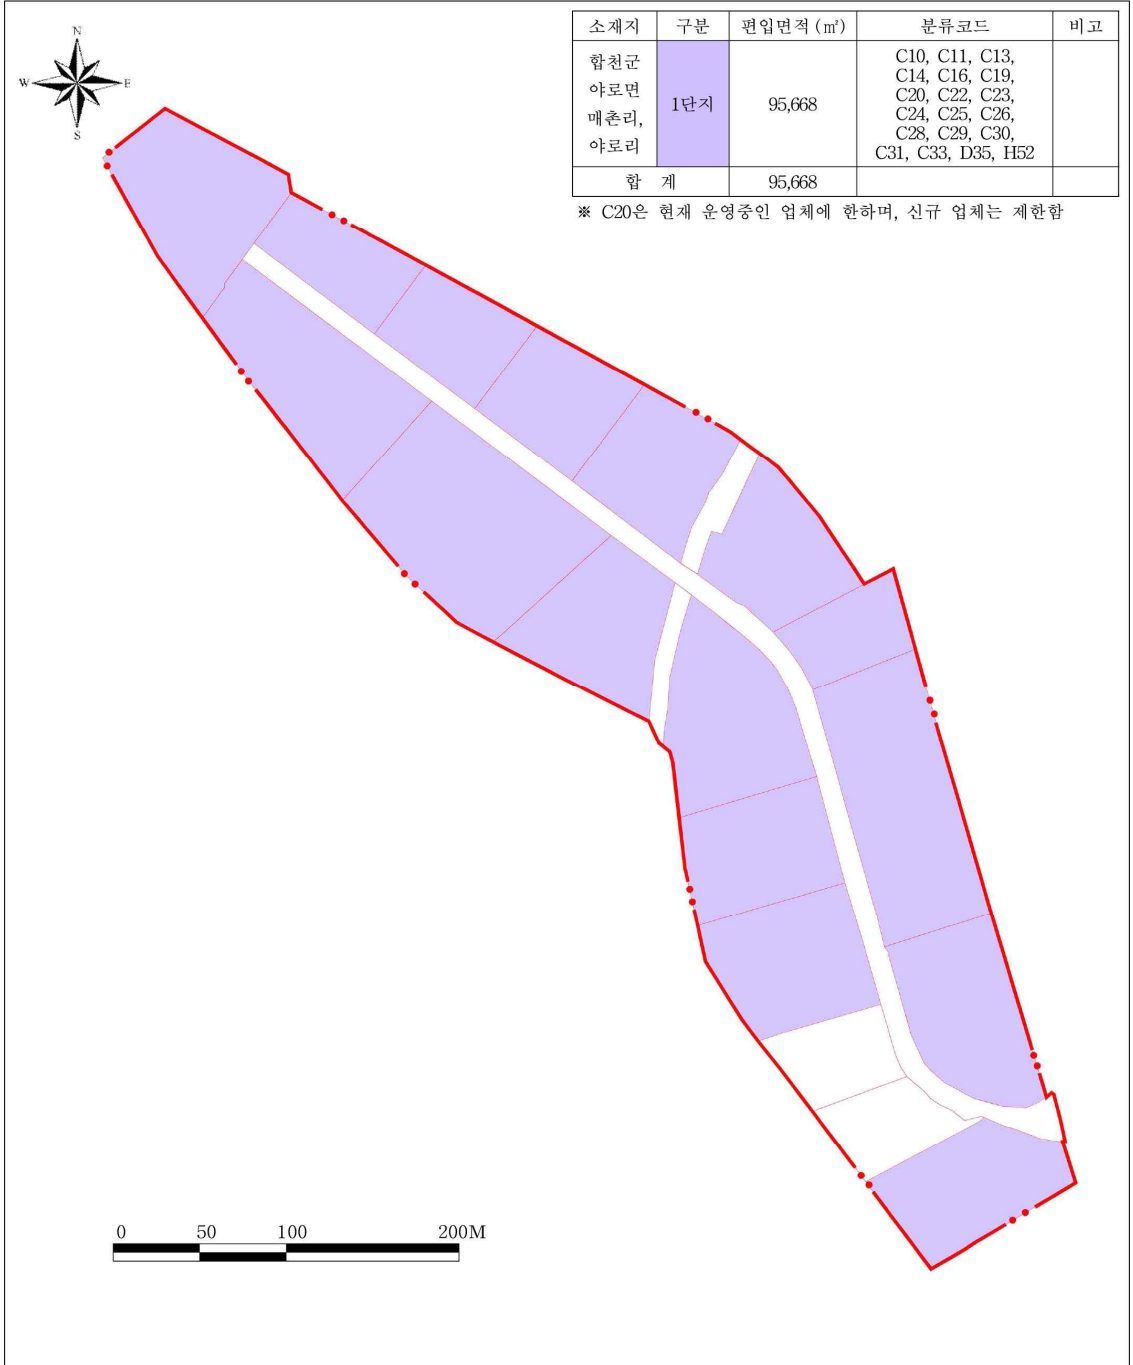 N
W E
S
소재지 구분 편입면적(㎡) 분류코드 비고
합천군
야로면
매촌리,
야로리
1단지
95,668
C10, C11, C13,
C14, C16, C19,
C20, C22, C23,
C24, C25, C26,
C28, C29, C30,
C31, C33, D35, H52
합 계 95,668
※ C20은 현재 운영중인 업체에 한하며, 신규 업체는 제한함
0 50 100 200M